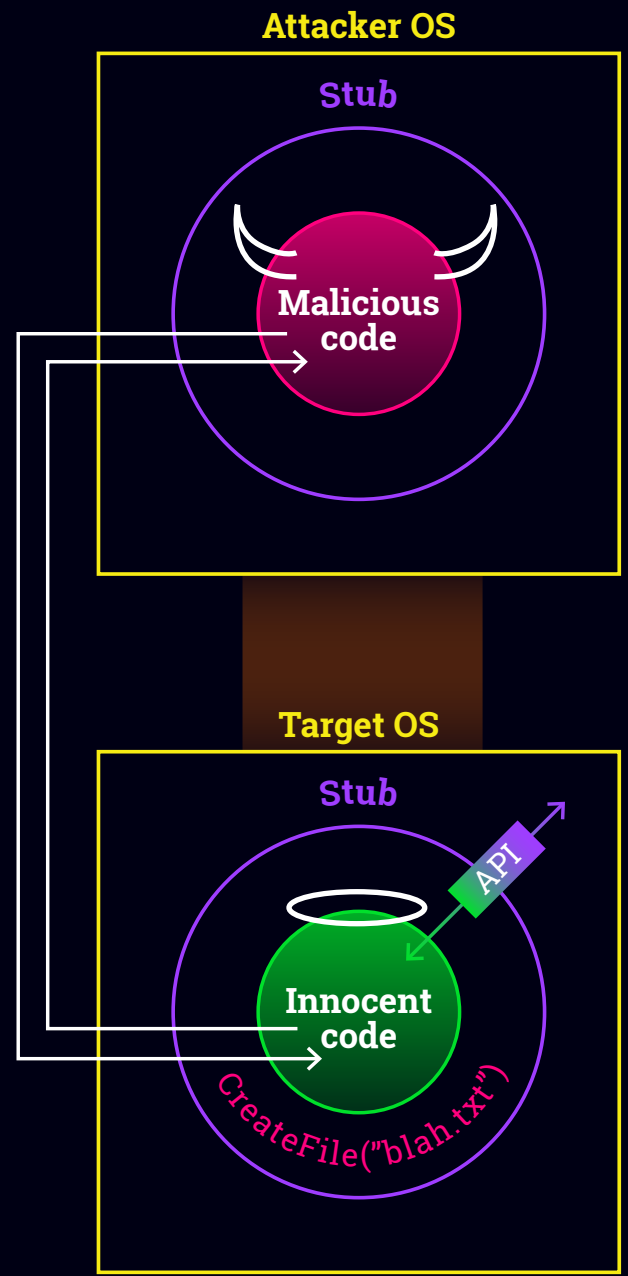 Attacker OS
Stub
Malicious
code
Target OS
Stub
API
Innocent
code
CreateFile("blah.txt")